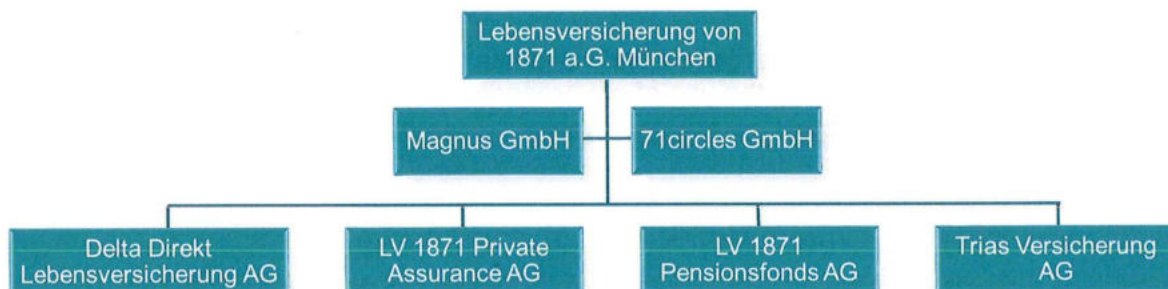 Lebensversicherung von
1871 a.G. München
Magnus GmbH
71circles GmbH
Delta Direkt
Lebensversicherung AG
LV 1871 Private
Assurance AG
LV 1871
Pensionsfonds AG
Trias Versicherung
AG